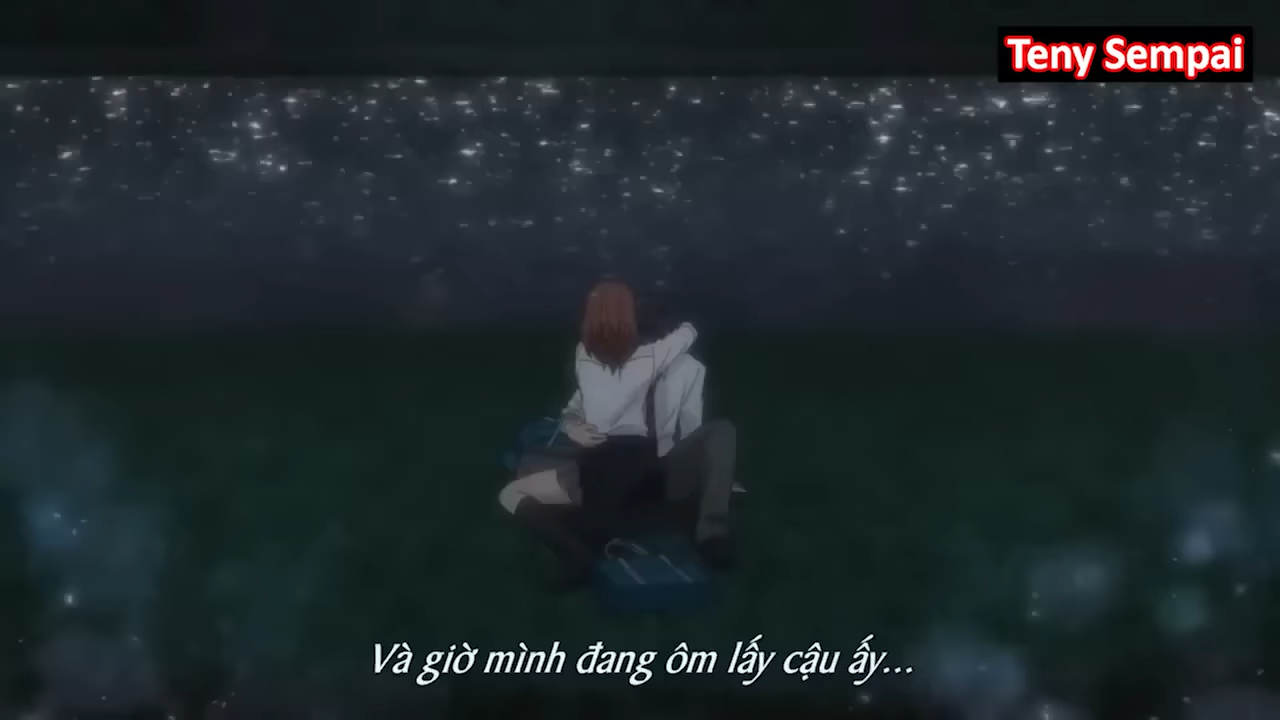 Teny Sempai
Và giờ mình đang ôm lấy cậu ấy...